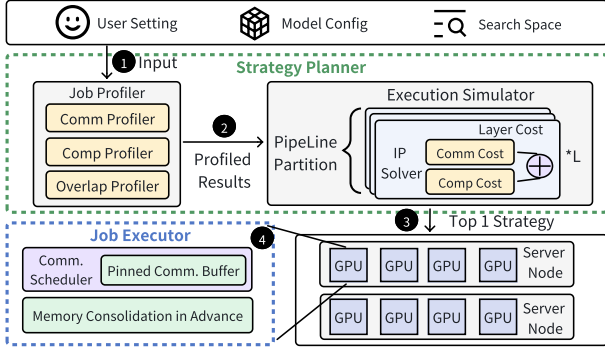 User Setting
Model Config
Search Space
1 Input
Strategy Planner
Job Profiler
Comm Profiler
Comp Profiler
Overlap Profiler
2
Profiled
Results
Execution Simulator
PipeLine
Partition
Layer Cost
IP
Solver
Comm Cost
Comp Cost
*L
3 Top 1 Strategy
Job Executor
4
Comm.
Scheduler
Pinned Comm. Buffer
Memory Consolidation in Advance
GPU GPU GPU GPU
Server
Node
GPU GPU GPU GPU
Server
Node